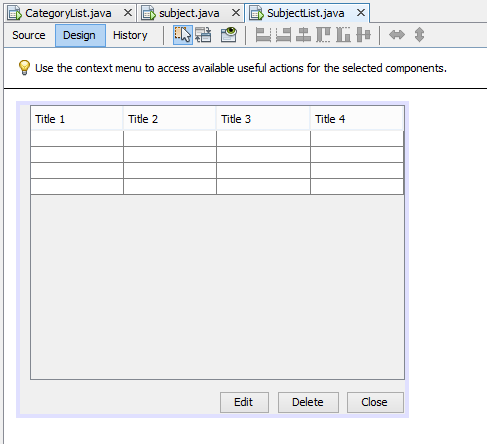 CategoryList.java subject.java SubjectList.java
Source Design History
Use the context menu to access available useful actions for the selected components.
Title 1 Title 2 Title 3 Title 4
Edit Delete Close